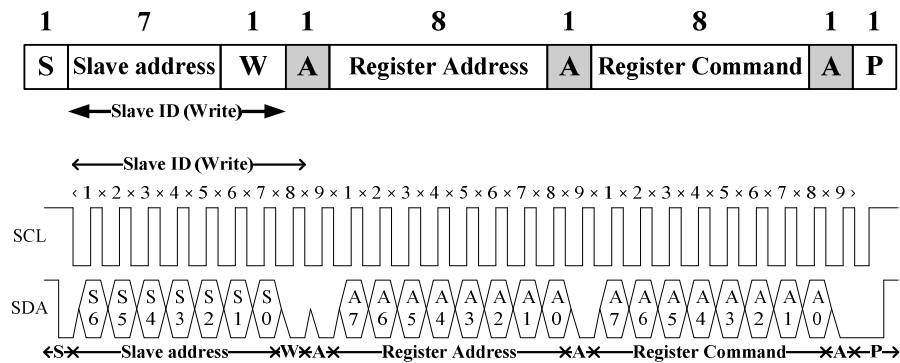 1 7 1 1 8 1 8 1 1
S Slave address W A Register Address A Register Command A P
Slave ID (Write)
Slave ID (Write)
‹ 1 × 2 × 3 × 4 × 5 × 6 × 7 × 8 × 9 × 1 × 2 × 3 × 4 × 5 × 6 × 7 × 8 × 9 × 1 × 2 × 3 × 4 × 5 × 6 × 7 × 8 × 9 ›
SCL
SDA S6 S5 S4 S3 S2 S1 S0 A7 A6 A5 A4 A3 A2 A1 A0 A7 A6 A5 A4 A3 A2 A1 A0
S Slave address W A Register Address A Register Command A P